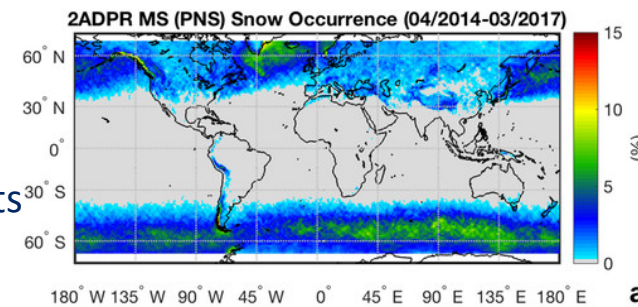 2ADPR MS (PNS) Snow Occurrence (04/2014-03/2017)
60° N
30° N
0°
30° S
60° S
ts
15
10
5
0
(%)
180° W 135° W 90° W 45° W 0° 45° E 90° E 135° E 180° E
a